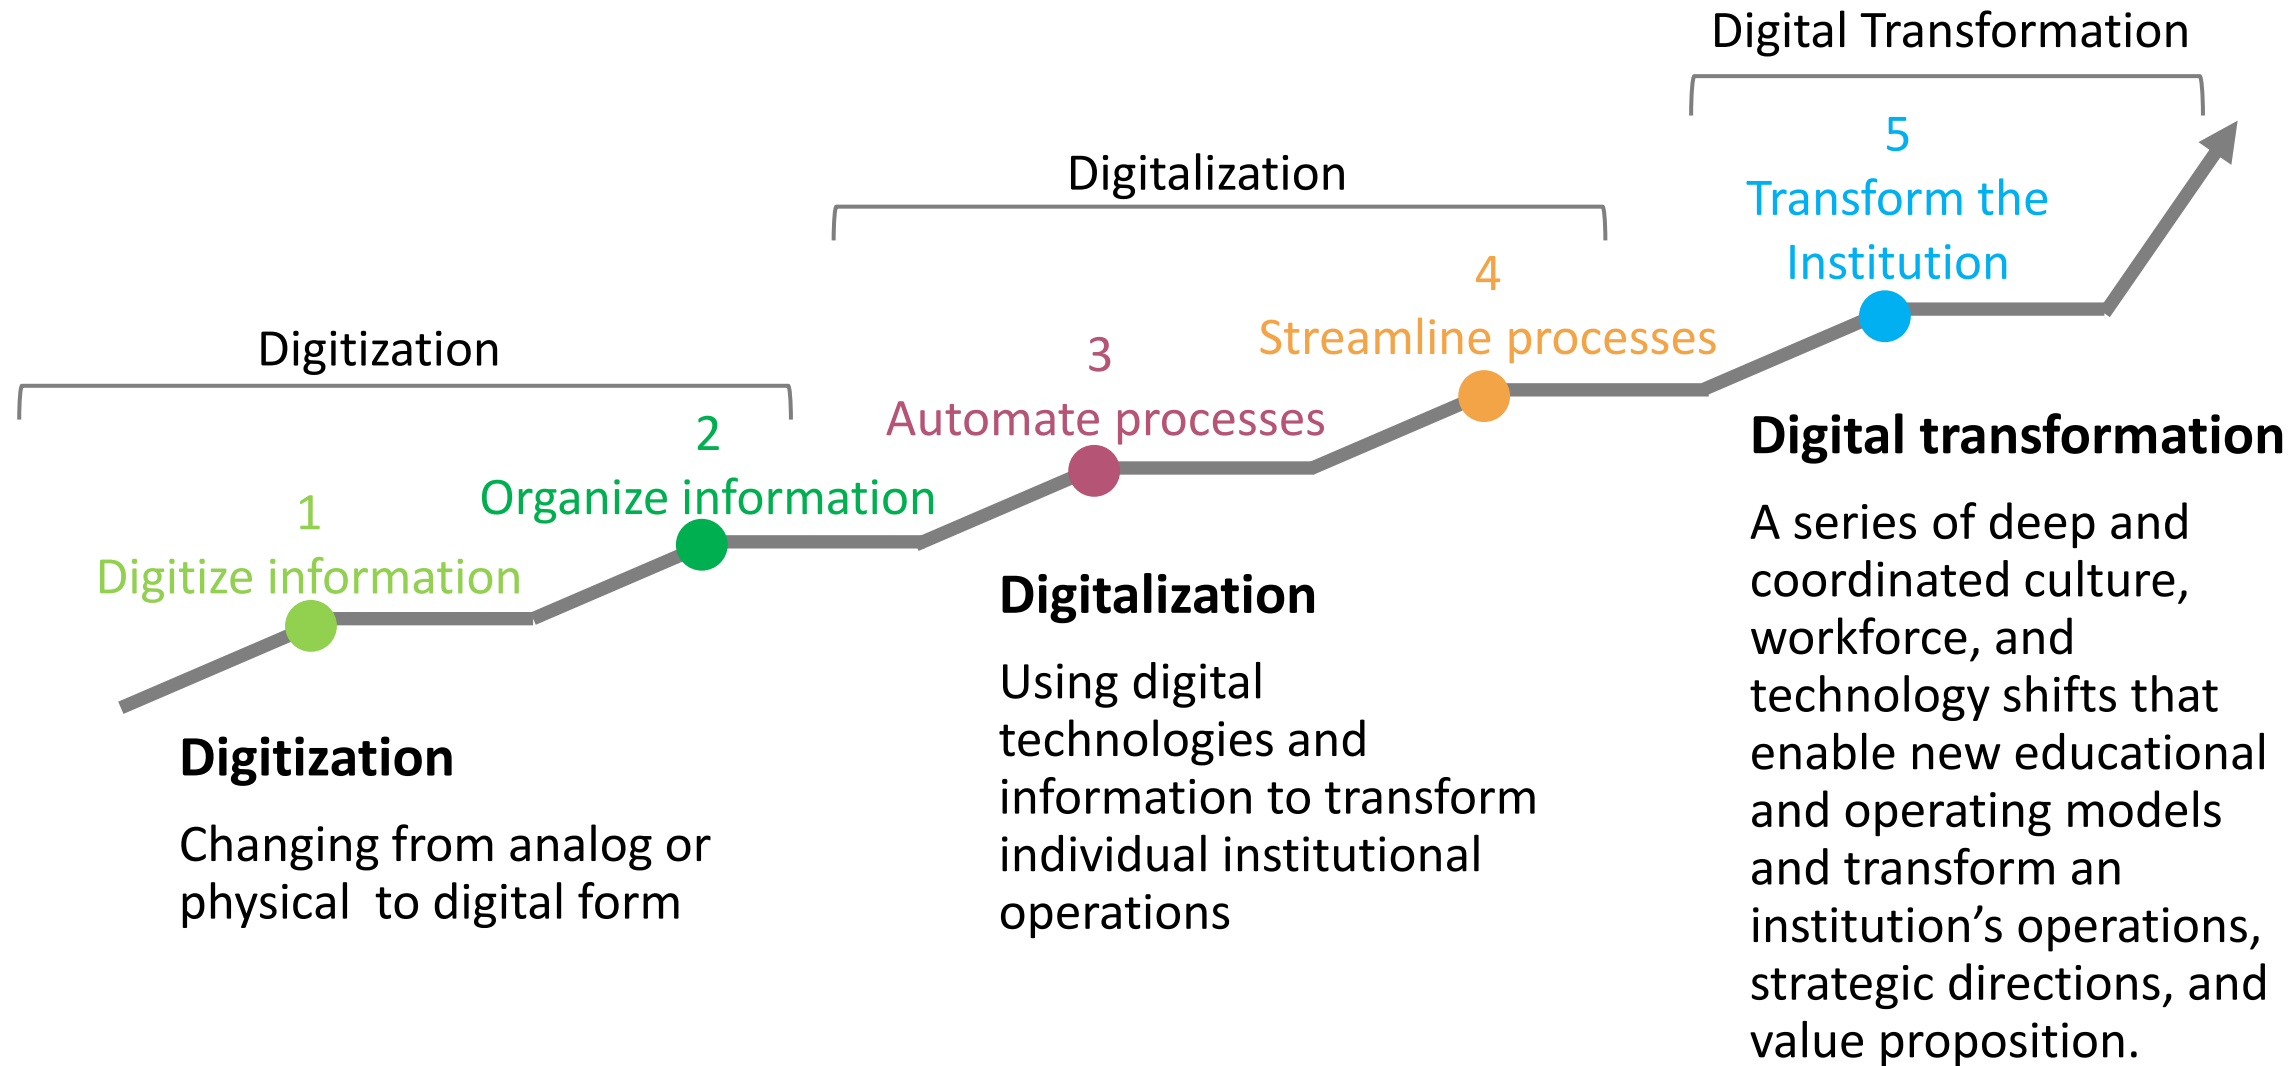 Digital Transformation
5
Transform the
Institution
Digitalization
4
Streamline processes
3
Automate processes
Digitization
2
Organize information
1
Digitize information
Digitization
Changing from analog or
physical  to digital form
Digitalization
Using digital
technologies and
information to transform
individual institutional
operations
Digital transformation
A series of deep and
coordinated culture,
workforce, and
technology shifts that
enable new educational
and operating models
and transform an
institution’s operations,
strategic directions, and
value proposition.